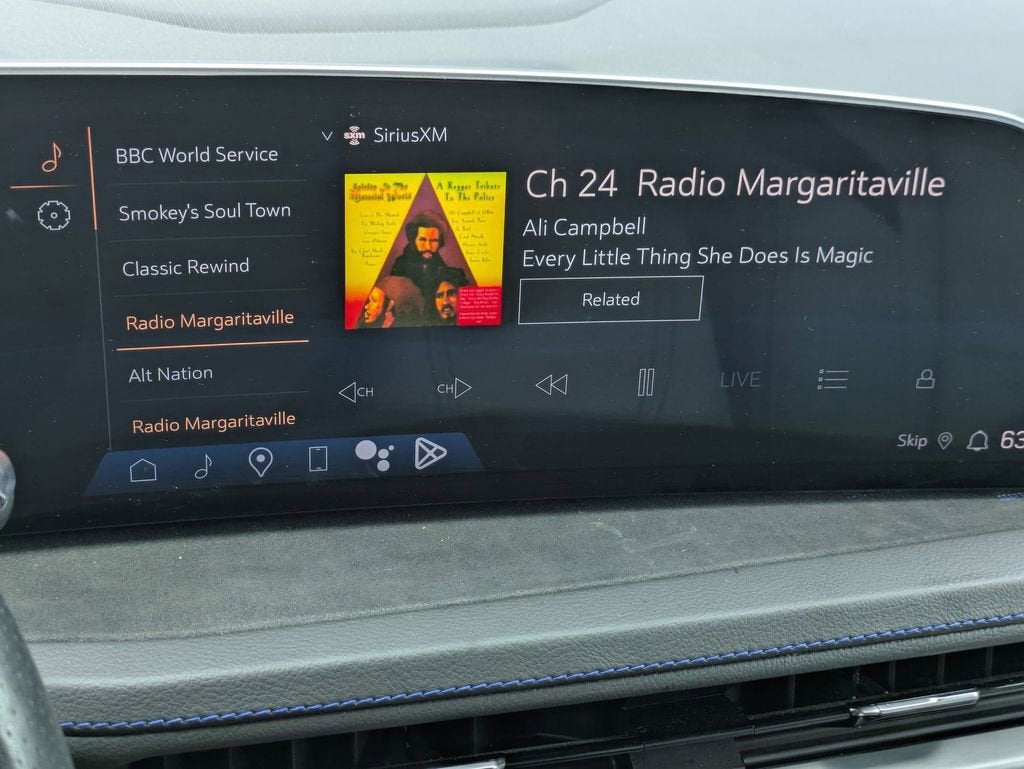 BBC World Service
Smokey's Soul Town
Classic Rewind
Radio Margaritaville
Alt Nation
Radio Margaritaville
sxm SiriusXM
Spirits In The
Material World
A Reggae Tribute
To The Police
Ch 24 Radio Margaritaville
Ali Campbell
Every Little Thing She Does Is Magic
Related
CH
CH
LIVE
Skip
63